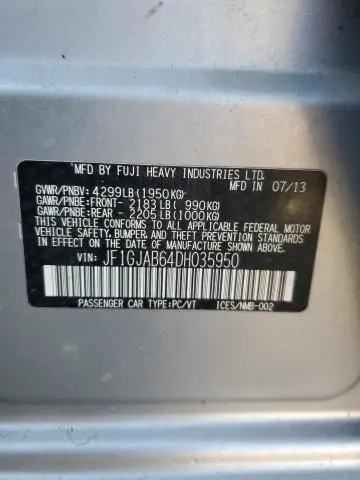 MFD BY FUJI HEAVY INDUSTRIES LTD.
MFD IN 07/13
GVWR/PNBV: 4299LB(1950KG)
GAWR/PNBE:FRONT- 2183LB( 990KG)
GAWR/PNBE:REAR - 2205LB(1000KG)
THIS VEHICLE CONFORMS TO ALL APPLICABLE FEDERAL MOTOR
VEHICLE SAFETY, BUMPER, AND THEFT PREVENTION STANDARDS
IN EFFECT ON THE DATE OF MANUFACTURE SHOWN ABOVE.
VIN: JF1GJAB64DH035950
PASSENGER CAR TYPE:PC/VT ICES/NMB-002